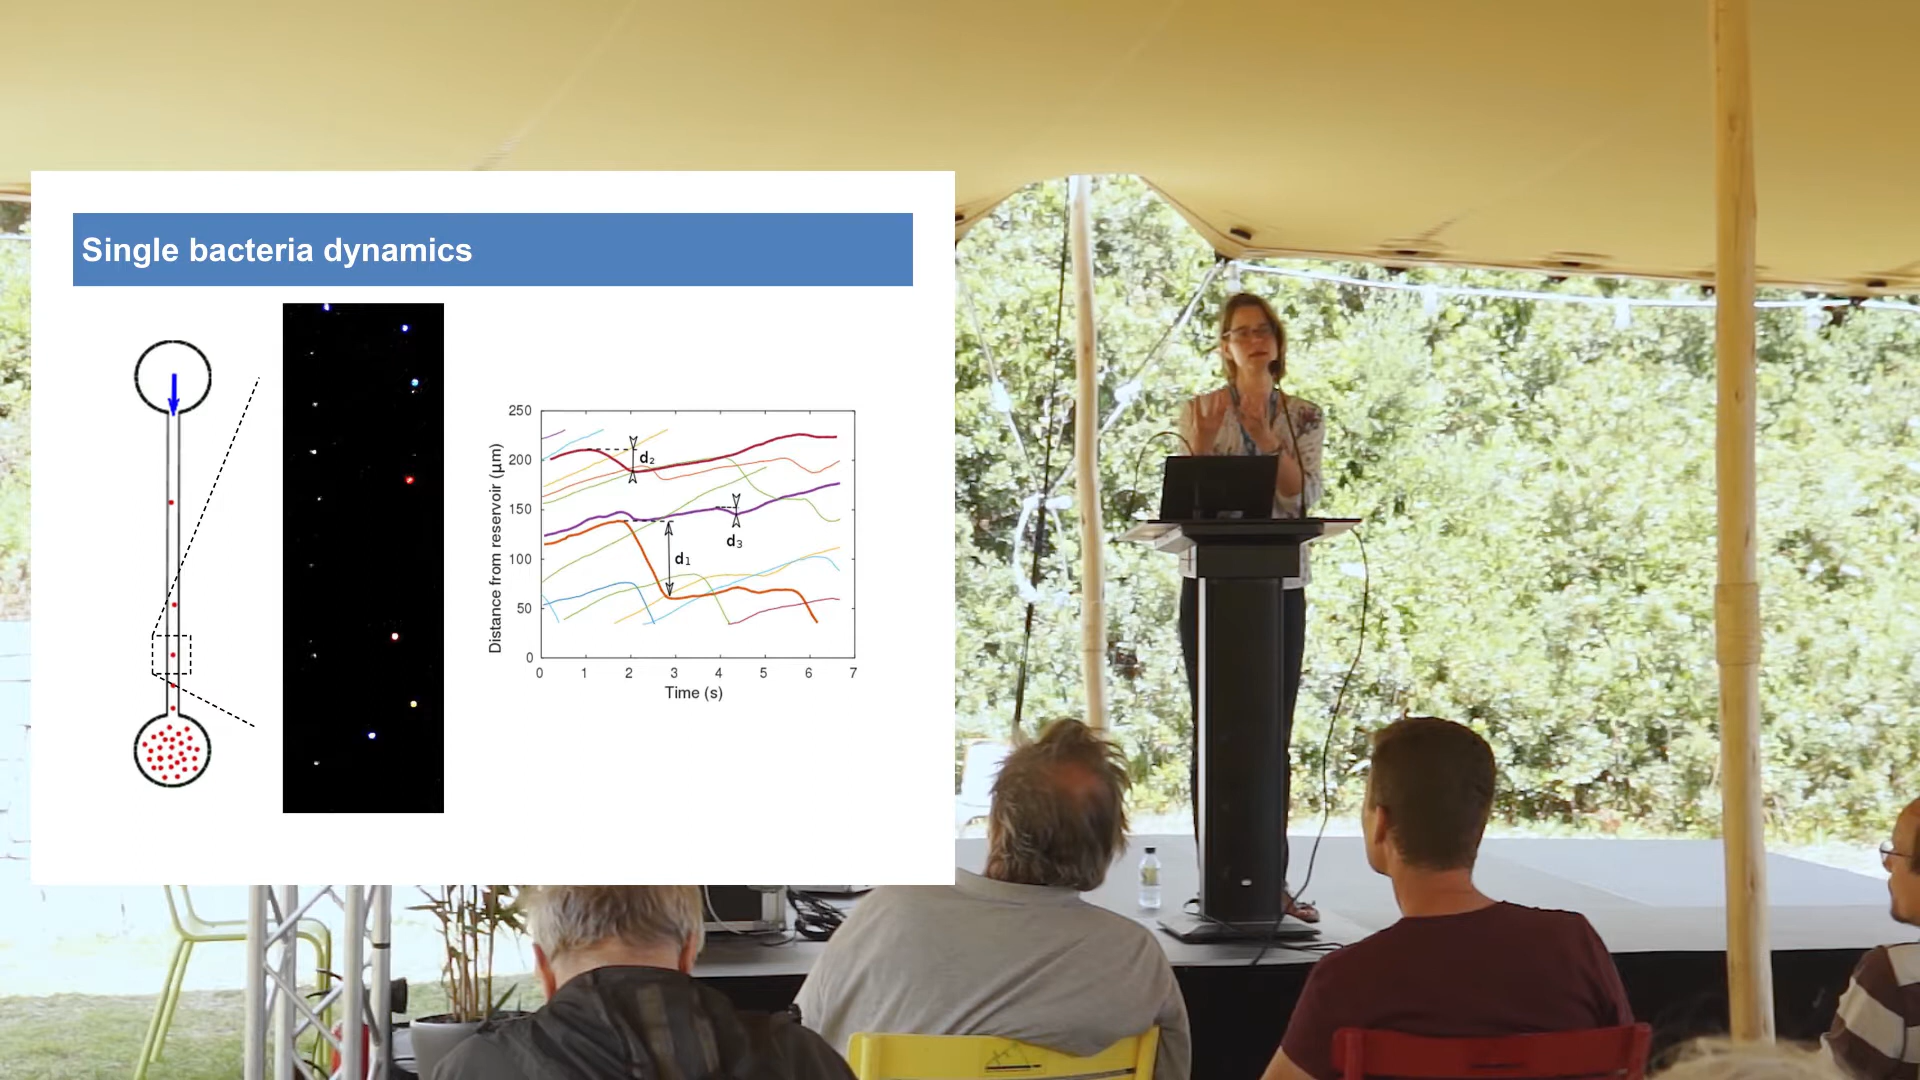 Single bacteria dynamics
250
200
150
100
50
0
Distance from reservoir (µm)
d₂
d₃
d₁
0 1 2 3 4 5 6 7
Time (s)